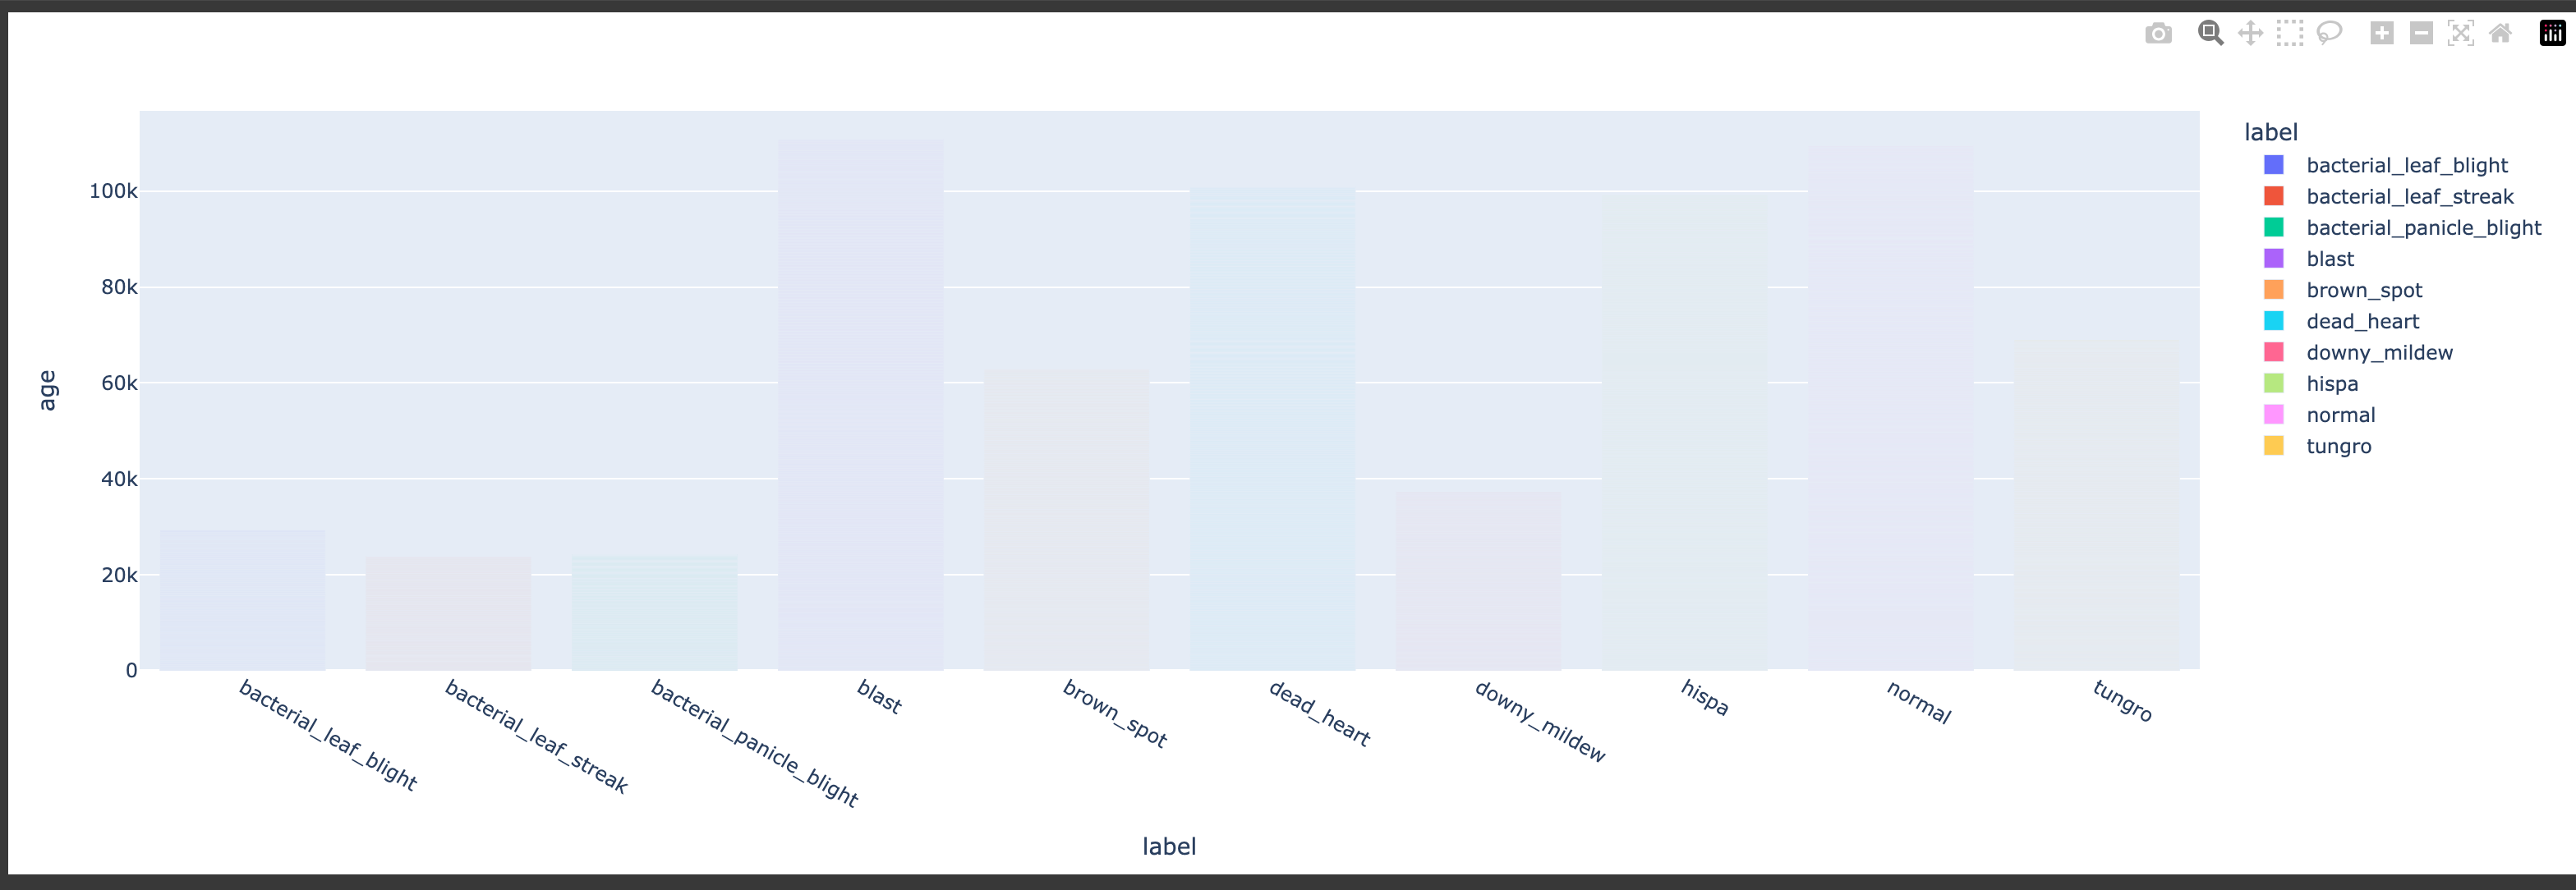 100k
80k
60k
40k
20k
0
age
bacterial_leaf_blight
bacterial_leaf_streak
bacterial_panicle_blight
blast
brown_spot
dead_heart
downy_mildew
hispa
normal
tungro
label
label
bacterial_leaf_blight
bacterial_leaf_streak
bacterial_panicle_blight
blast
brown_spot
dead_heart
downy_mildew
hispa
normal
tungro